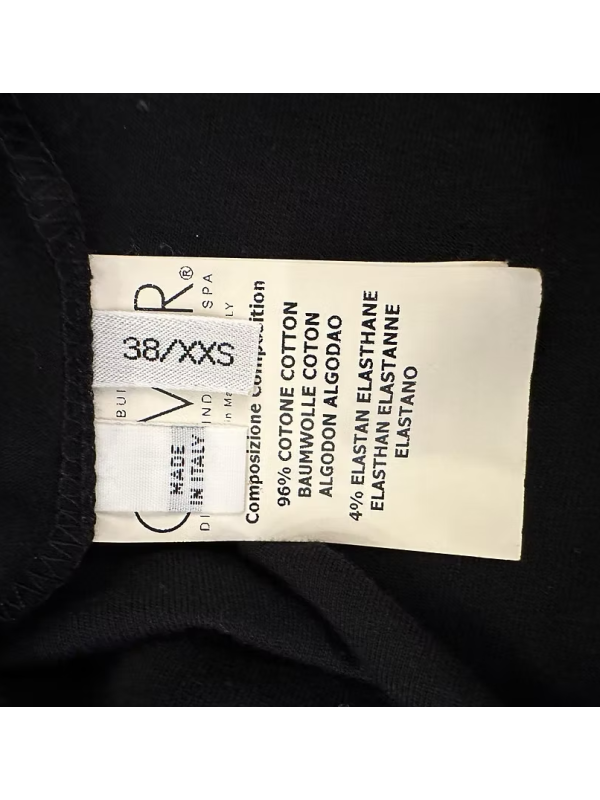 38/XXS
MADE
IN ITALY
R®
SPA
Composizione Composition
96% COTONE COTTON
BAUMWOLLE COTON
ALGODON ALGODAO
4% ELASTAN ELASTHANE
ELASTHAN ELASTANNE
ELASTANO